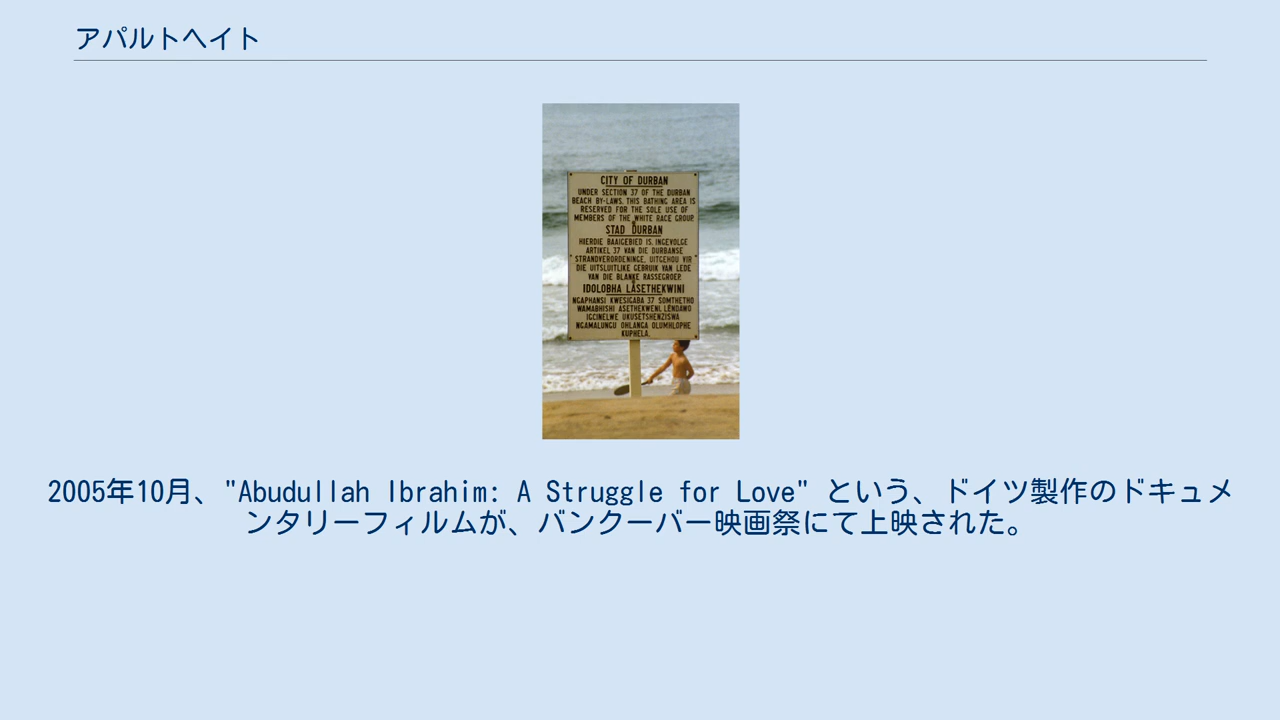 アパルトヘイト
CITY OF DURBAN
UNDER SECTION 37 OF THE DURBAN
BEACH BY-LAWS, THIS BATHING AREA IS
RESERVED FOR THE SOLE USE OF
MEMBERS OF THE WHITE RACE GROUP.
STAD DURBAN
HIERDIE BAAIGEBIED IS, INGEVOLGE
ARTIKEL 37 VAN DIE DURBANSE
STRANDVERORDENINGE, UITGEHOU VIR
DIE UITSLUITLIKE GEBRUIK VAN LEDE
VAN DIE BLANKE RASSEGROEP.
IDOLOBHA LASETHEKWINI
NGAPHANSI KWESIGABA 37 SOMTHETHO
WAMABHISHI ASETHEKWENI, LENDAWO
IGCINELWE UKUSETSHENZISWA
NGAMALUNGU OHLANGA OLUMHLOPHE
KUPHELA.
2005年10月、"Abudullah Ibrahim: A Struggle for Love" という、ドイツ製作のドキュメ
ンタリーフィルムが、バンクーバー映画祭にて上映された。